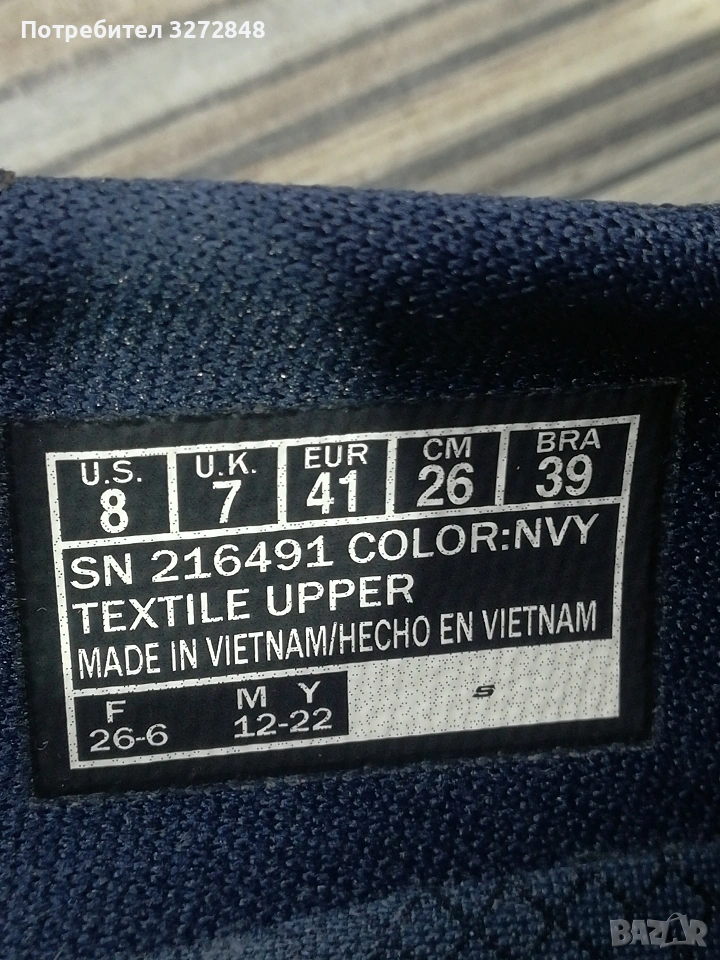 Потребител 3272848
U.S. U.K. EUR CM BRA
8 7 41 26 39
SN 216491 COLOR:NVY
TEXTILE UPPER
MADE IN VIETNAM/HECHO EN VIETNAM
F M Y
26-6 12-22
S
BAZAR